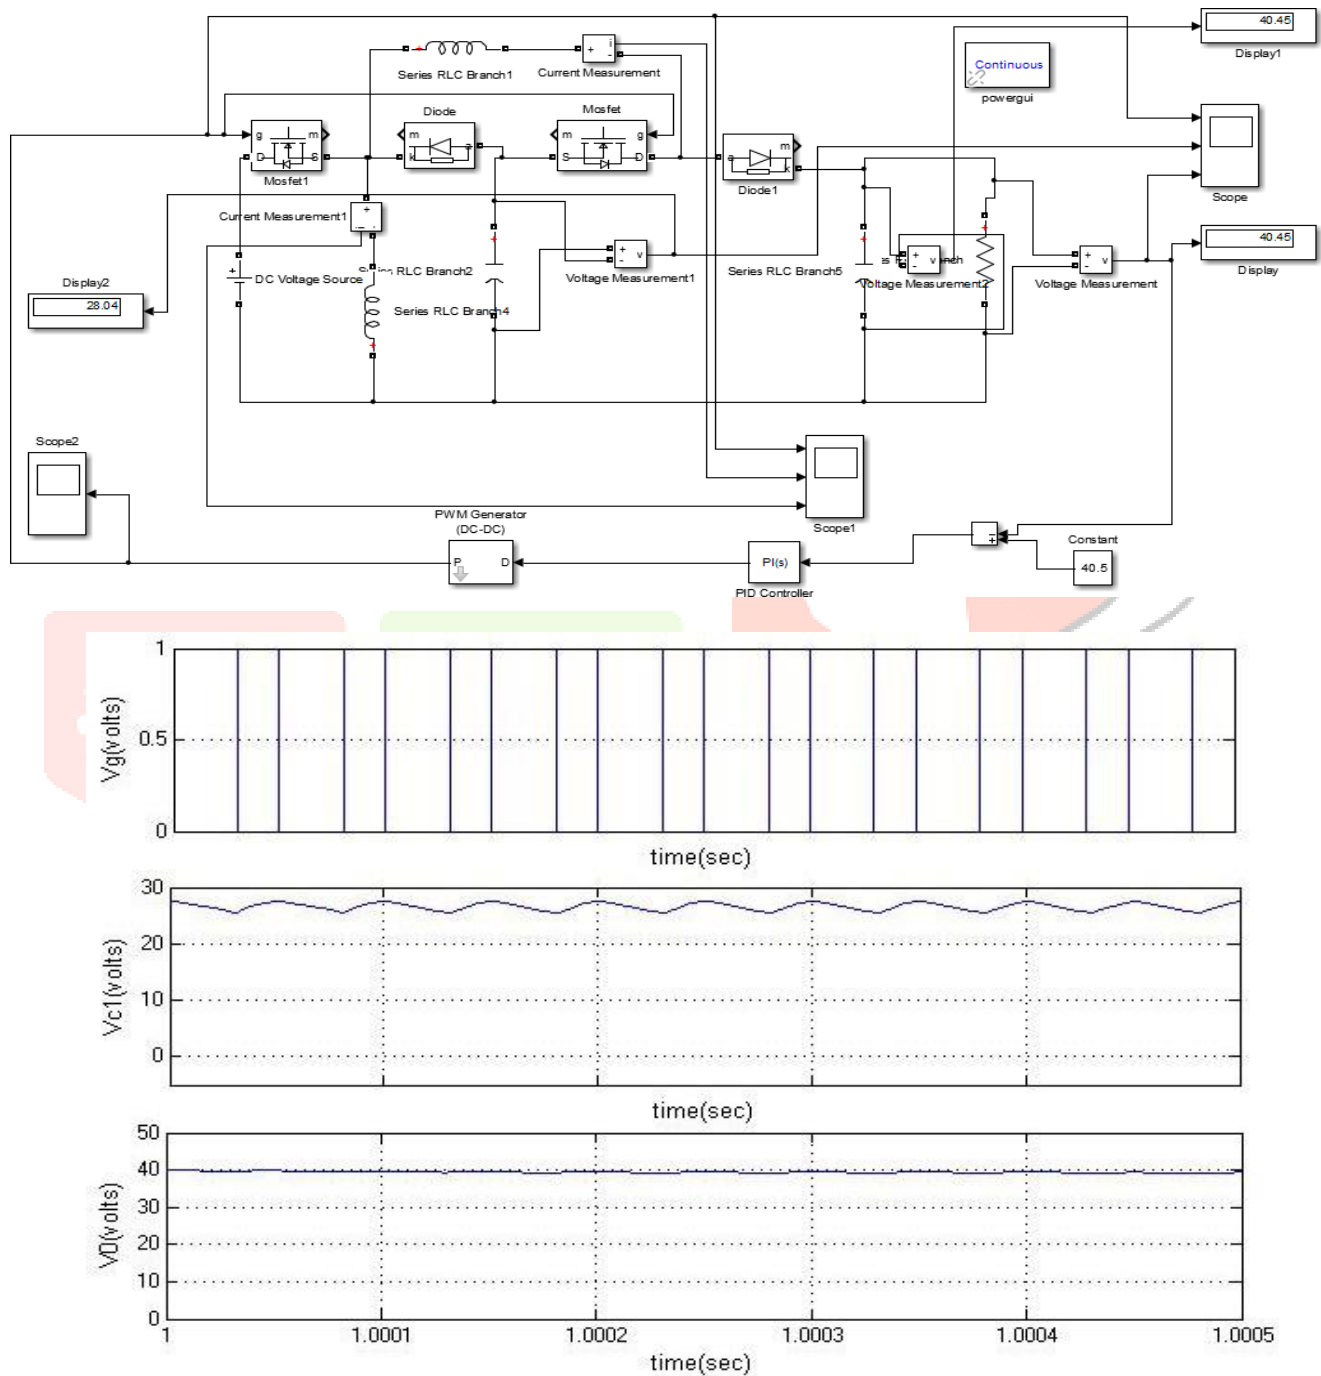 40.45
Display1
i
+
-
Series RLC Branch1
Current Measurement
Continuous
powergui
Diode
Mosfet
g
m
D
S
Mosfet1
m
k
a
m
g
S
D
a
m
k
Diode1
Scope
Current Measurement1
+
40.45
Display
+
DC Voltage Source
RLC Branch2
+
-
v
Voltage Measurement1
Series RLC Branch5
+
-
v
Voltage Measurement2
+
-
v
Voltage Measurement
Display2
28.04
Series RLC Branch4
Scope2
Scope1
PWM Generator
(DC-DC)
P
D
PI(s)
PID Controller
Constant
40.5
1
0.5
0
Vg(volts)
time(sec)
30
20
10
0
Vc1(volts)
time(sec)
50
40
30
20
10
0
V0(volts)
1
1.0001
1.0002
1.0003
1.0004
1.0005
time(sec)